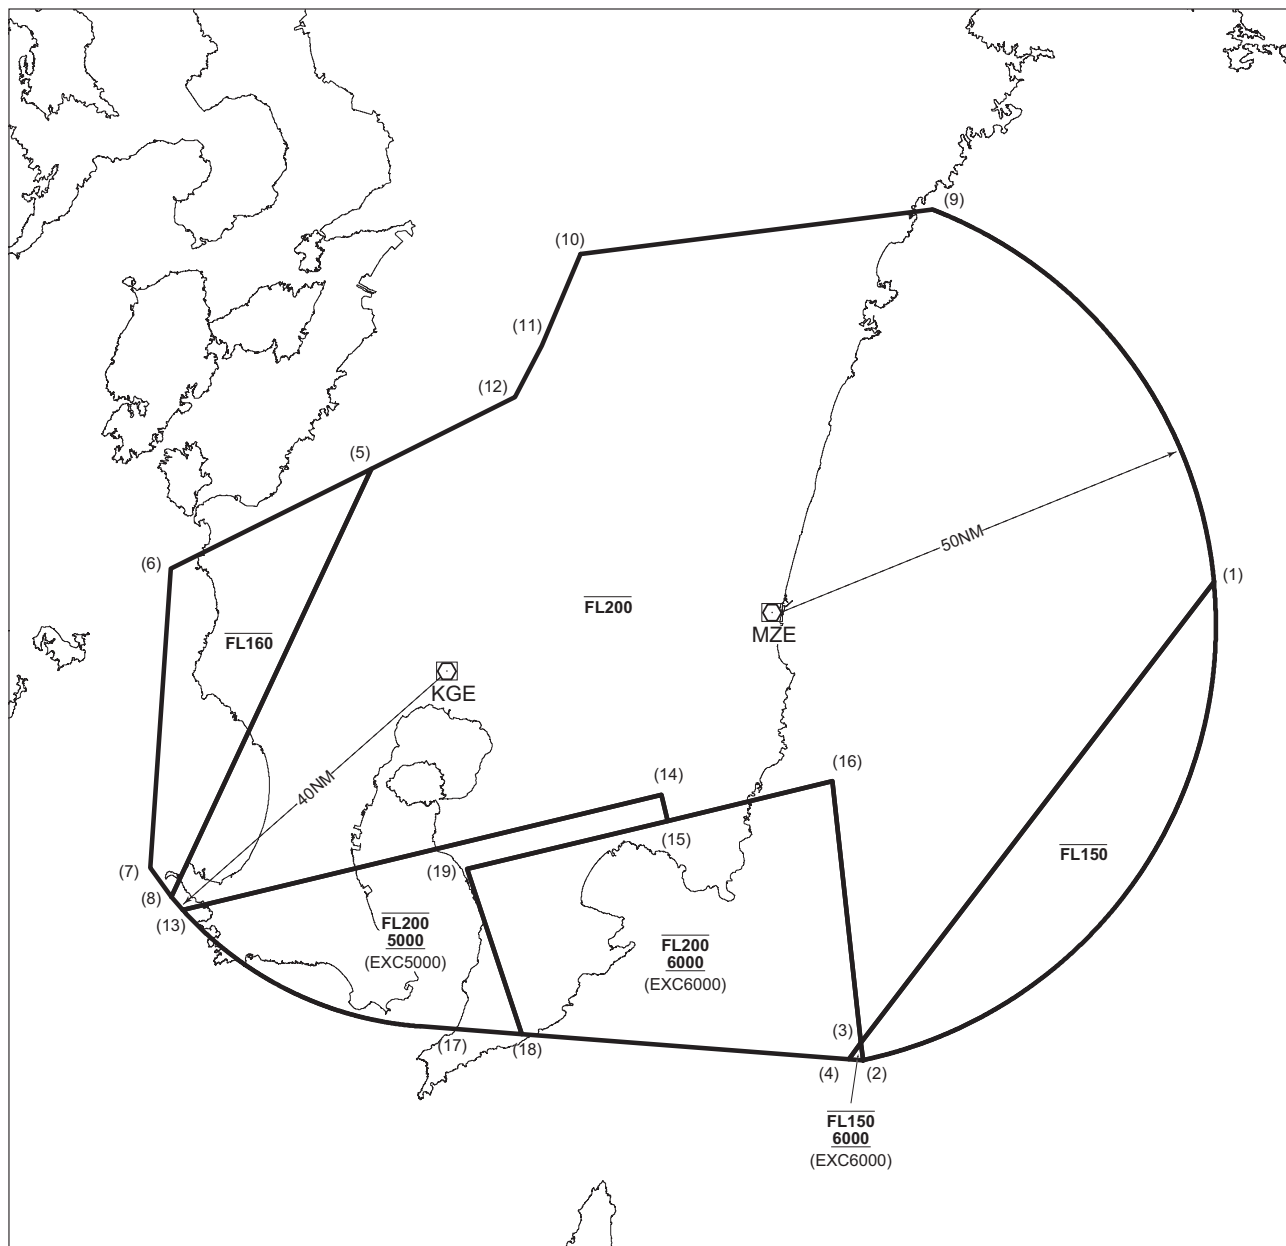 (9)
(10)
(11)
(12)
(5)
50NM
(6)
(1)
FL200
MZE
FL160
KGE
(14)
(16)
40NM
(15)
FL150
(19)
(7)
(8)
(13)
FL200
5000
(EXC5000)
FL200
6000
(EXC6000)
(3)
(17)
(18)
(4)
(2)
FL150
6000
(EXC6000)